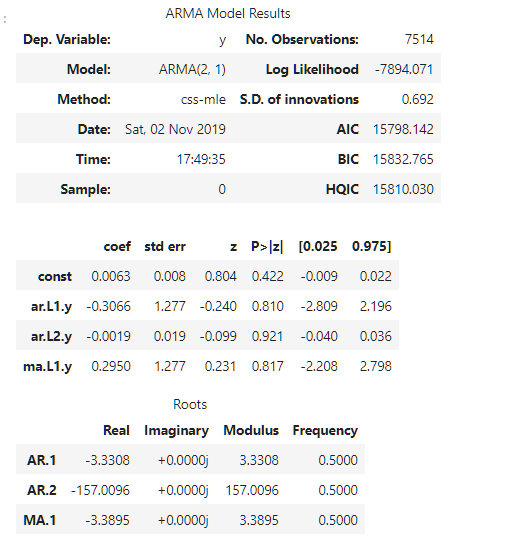 :
ARMA Model Results
Dep. Variable: y No. Observations: 7514
Model: ARMA(2, 1) Log Likelihood -7894.071
Method: css-mle S.D. of innovations 0.692
Date: Sat, 02 Nov 2019 AIC 15798.142
Time: 17:49:35 BIC 15832.765
Sample: 0 HQIC 15810.030
coef std err z P>|z| [0.025 0.975]
const 0.0063 0.008 0.804 0.422 -0.009 0.022
ar.L1.y -0.3066 1.277 -0.240 0.810 -2.809 2.196
ar.L2.y -0.0019 0.019 -0.099 0.921 -0.040 0.036
ma.L1.y 0.2950 1.277 0.231 0.817 -2.208 2.798
Roots
Real Imaginary Modulus Frequency
AR.1 -3.3308 +0.0000j 3.3308 0.5000
AR.2 -157.0096 +0.0000j 157.0096 0.5000
MA.1 -3.3895 +0.0000j 3.3895 0.5000